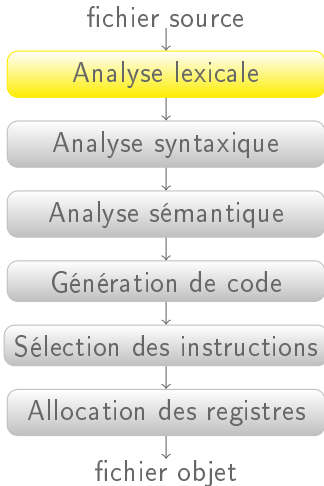 fichier source
Analyse lexicale
Analyse syntaxique
Analyse sémantique
Génération de code
Sélection des instructions
Allocation des registres
fichier objet